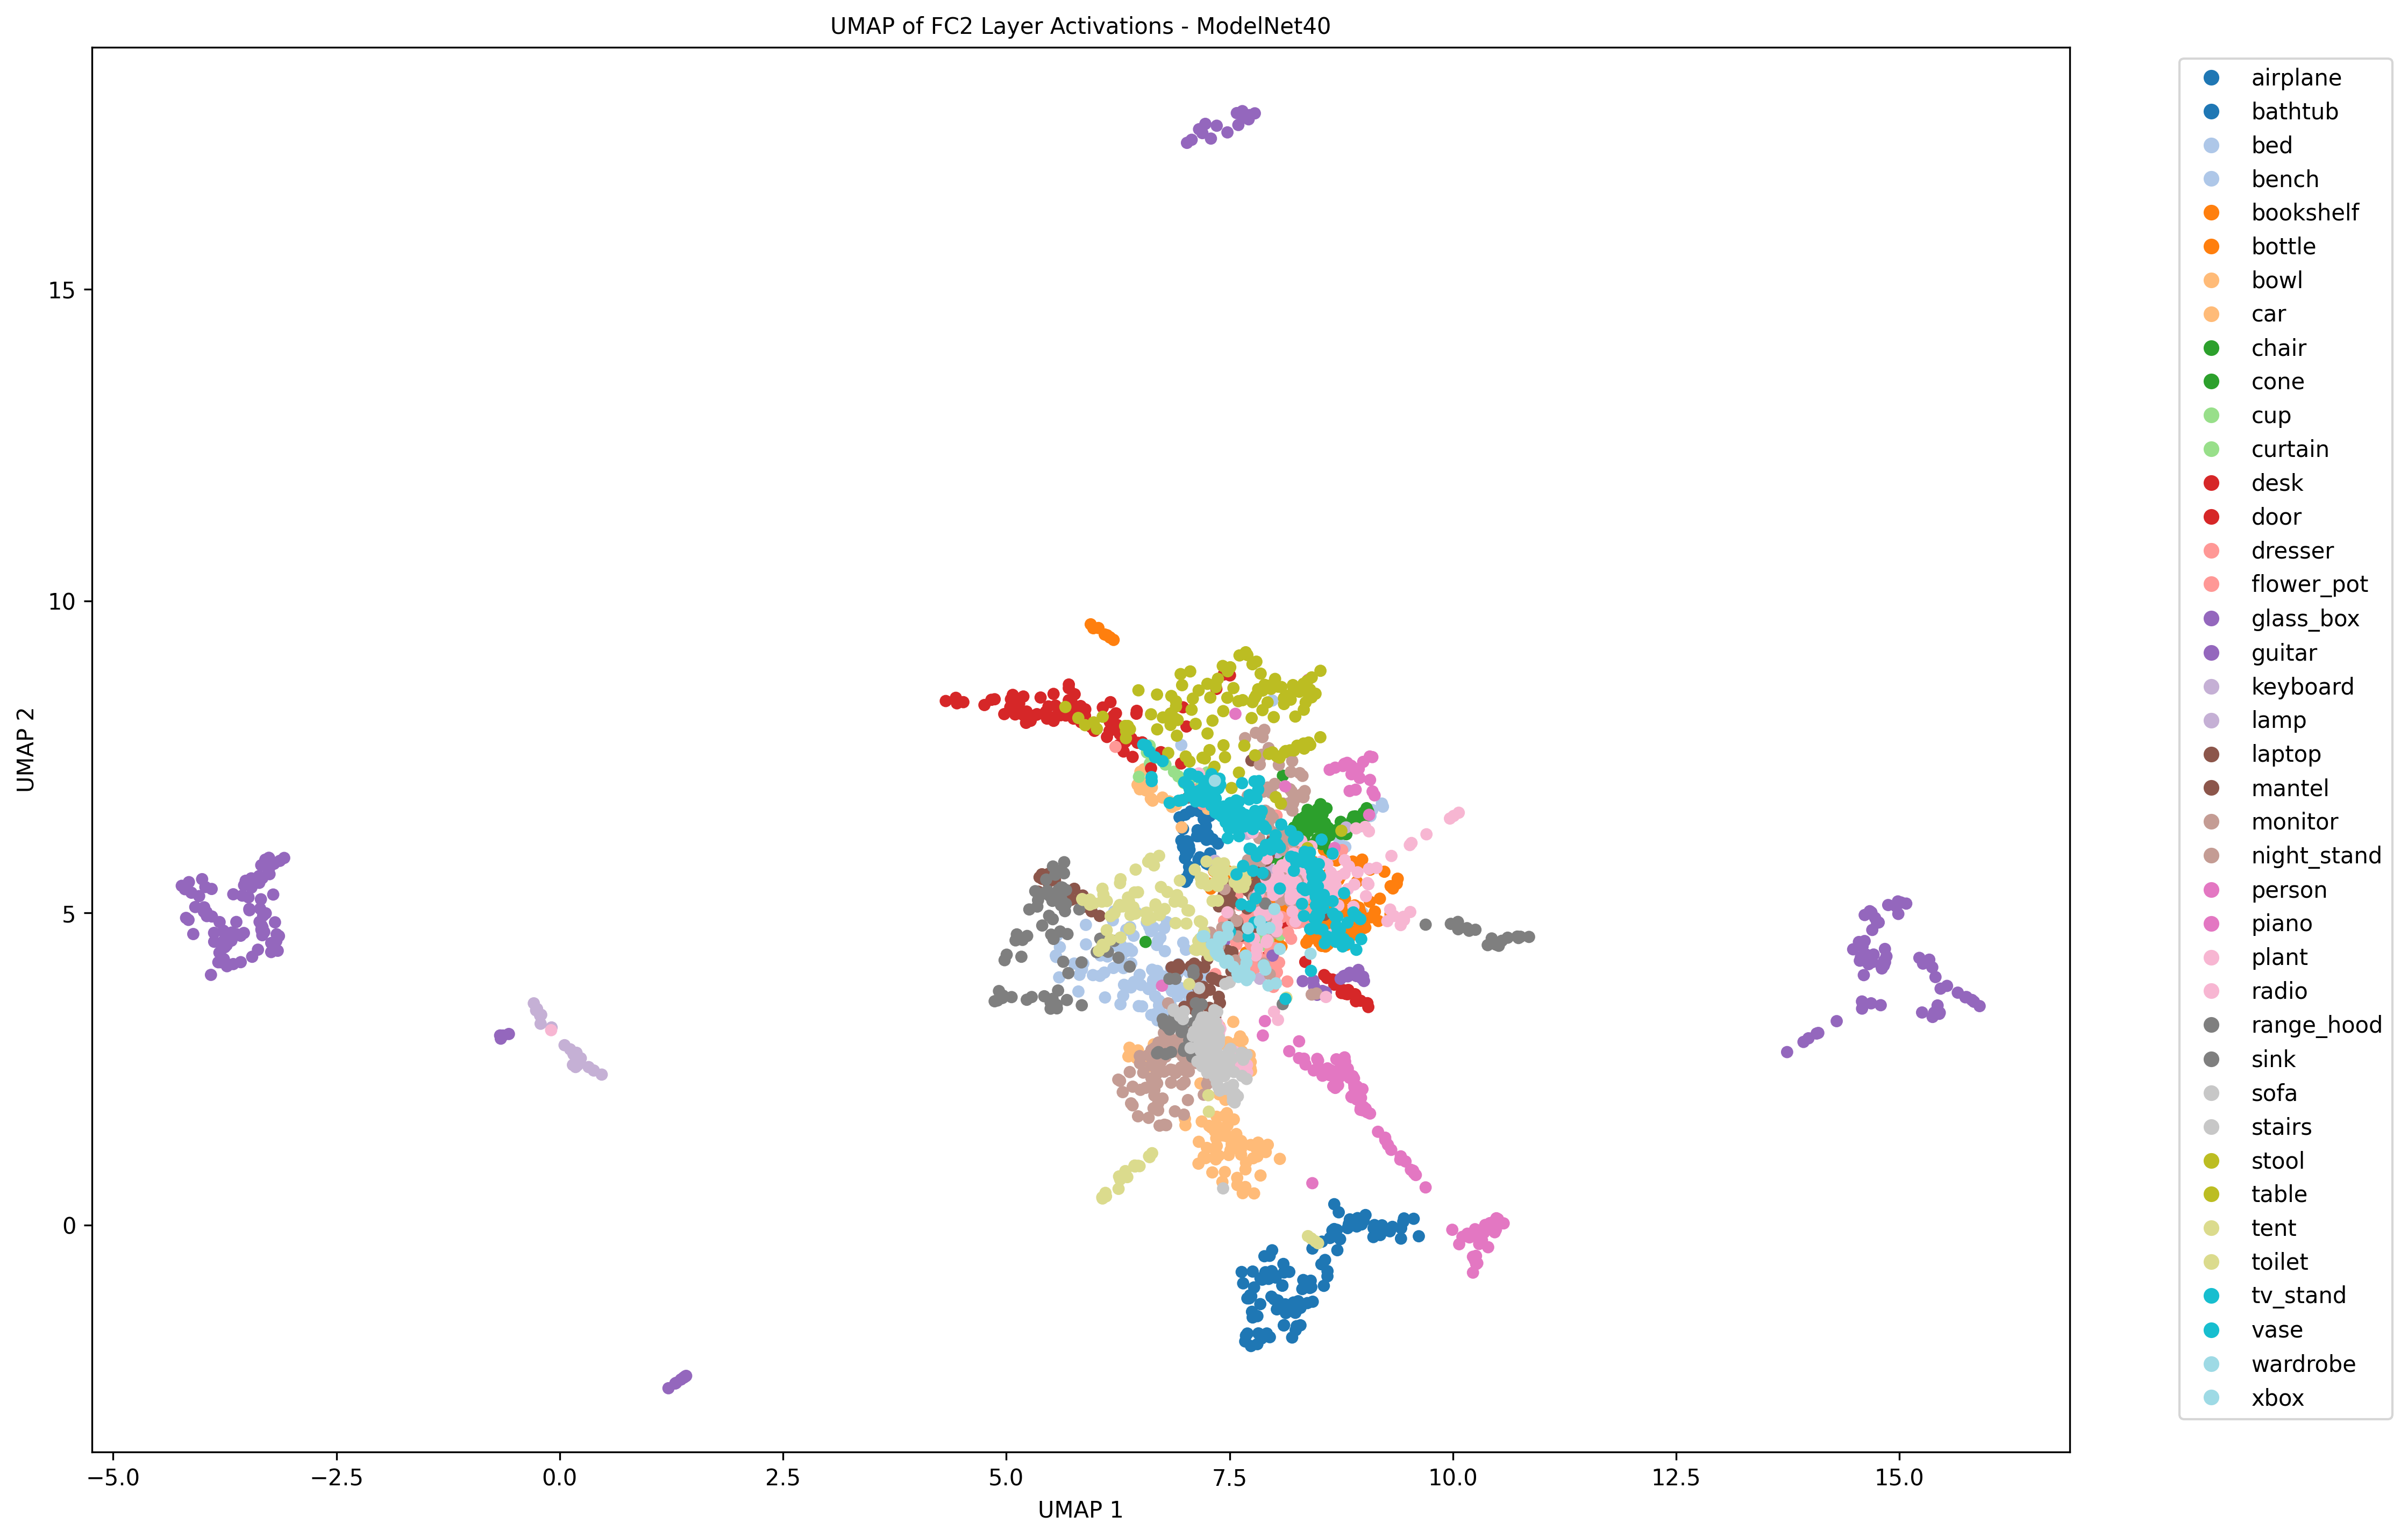 UMAP of FC2 Layer Activations - ModelNet40
UMAP 2
15
10
5
0
−5.0
−2.5
0.0
2.5
5.0
7.5
10.0
12.5
15.0
UMAP 1
airplane
bathtub
bed
bench
bookshelf
bottle
bowl
car
chair
cone
cup
curtain
desk
door
dresser
flower_pot
glass_box
guitar
keyboard
lamp
laptop
mantel
monitor
night_stand
person
piano
plant
radio
range_hood
sink
sofa
stairs
stool
table
tent
toilet
tv_stand
vase
wardrobe
xbox